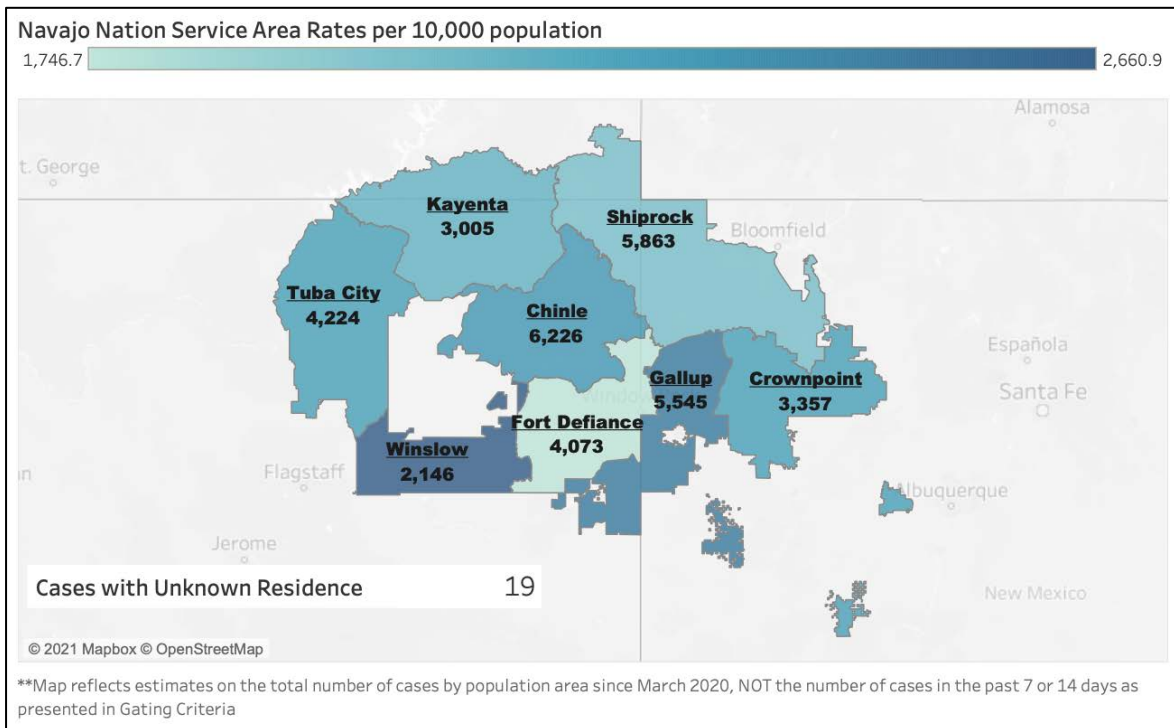 Navajo Nation Service Area Rates per 10,000 population
1,746.7
2,660.9
Alamosa
t. George
Kayenta
3,005
Shiprock
5,863
Bloomfield
Tuba City
4,224
Chinle
6,226
Española
Gallup
5,545
Crownpoint
3,357
Santa Fe
Window
Fort Defiance
4,073
Winslow
2,146
Flagstaff
Albuquerque
Jerome
Cases with Unknown Residence 19
New Mexico
© 2021 Mapbox © OpenStreetMap
**Map reflects estimates on the total number of cases by population area since March 2020, NOT the number of cases in the past 7 or 14 days as
presented in Gating Criteria